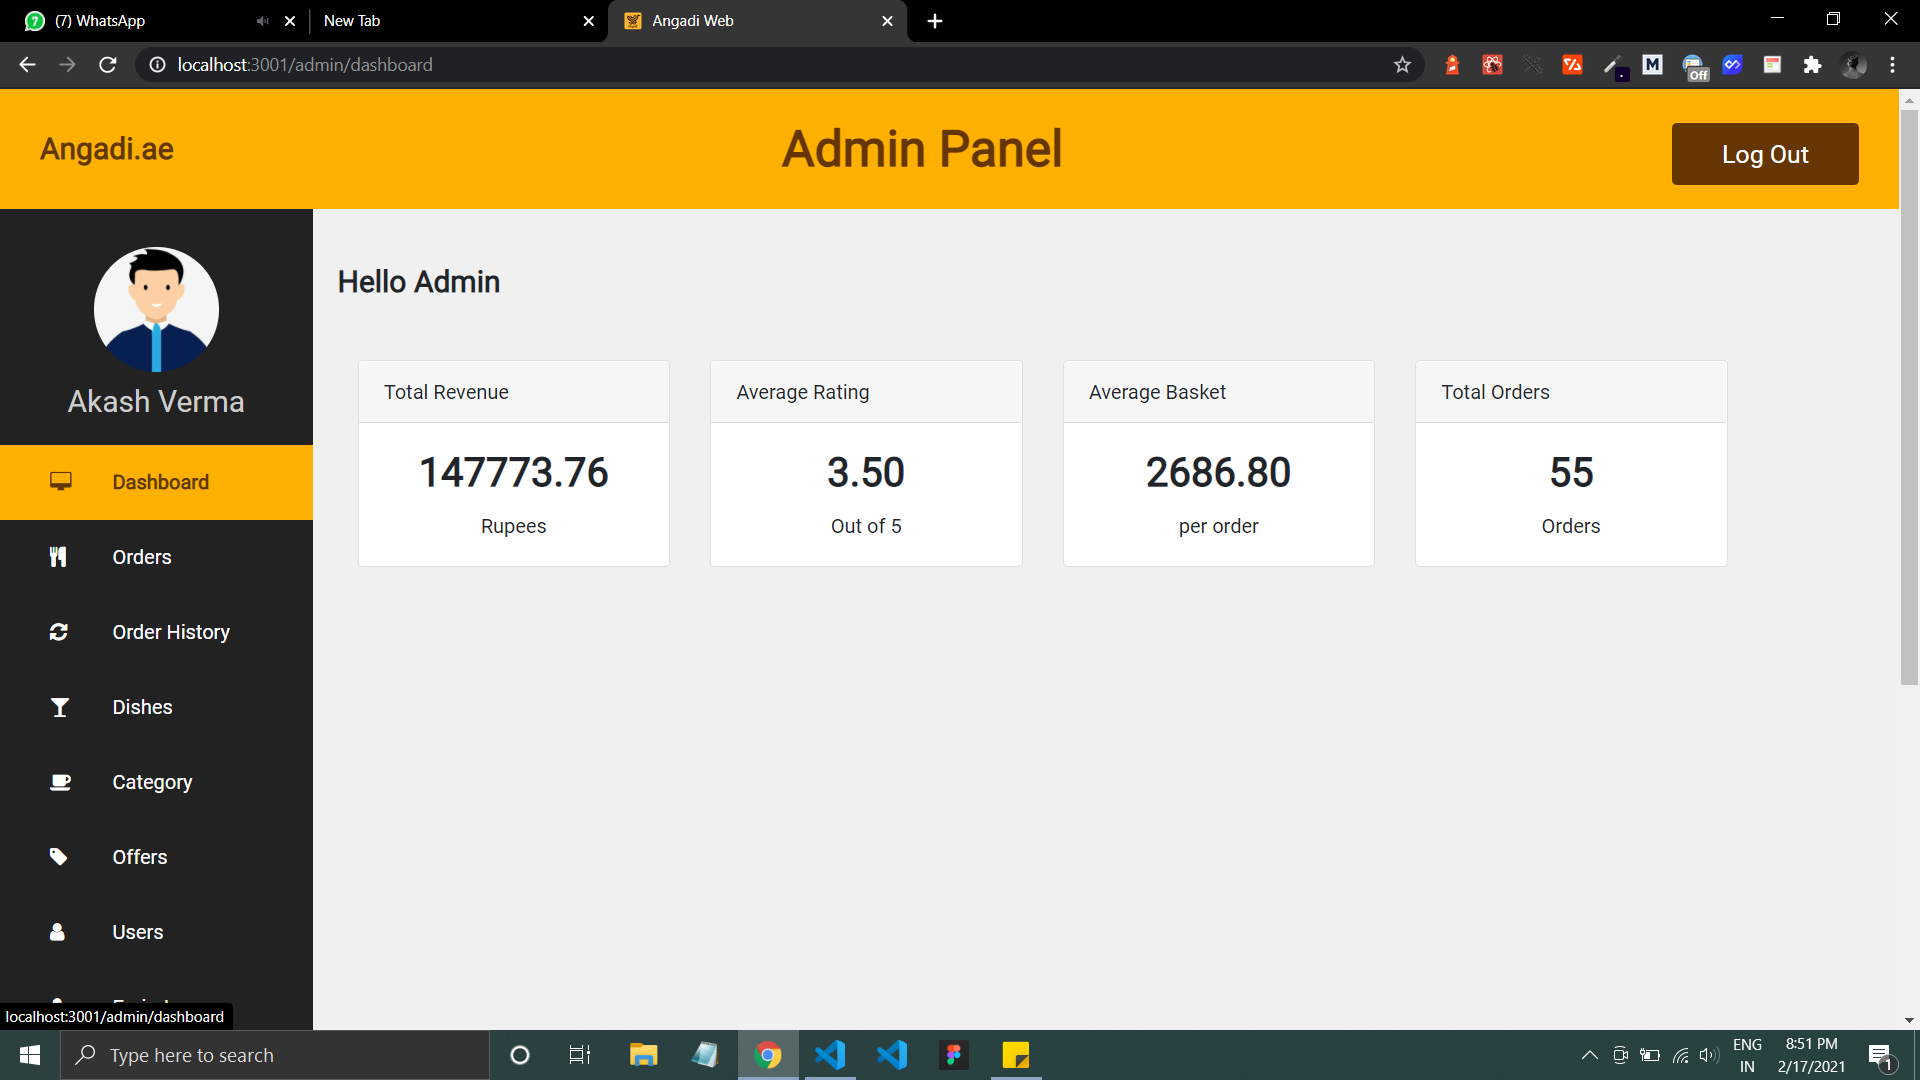 (7) WhatsApp
New Tab
Angadi Web
localhost:3001/admin/dashboard
M
Off
Angadi.ae
Admin Panel
Log Out
Akash Verma
Dashboard
Orders
Order History
Dishes
Category
Offers
Users
Hello Admin
Total Revenue
147773.76
Rupees
Average Rating
3.50
Out of 5
Average Basket
2686.80
per order
Total Orders
55
Orders
localhost:3001/admin/dashboard
Type here to search
ENG
IN
8:51 PM
2/17/2021
1